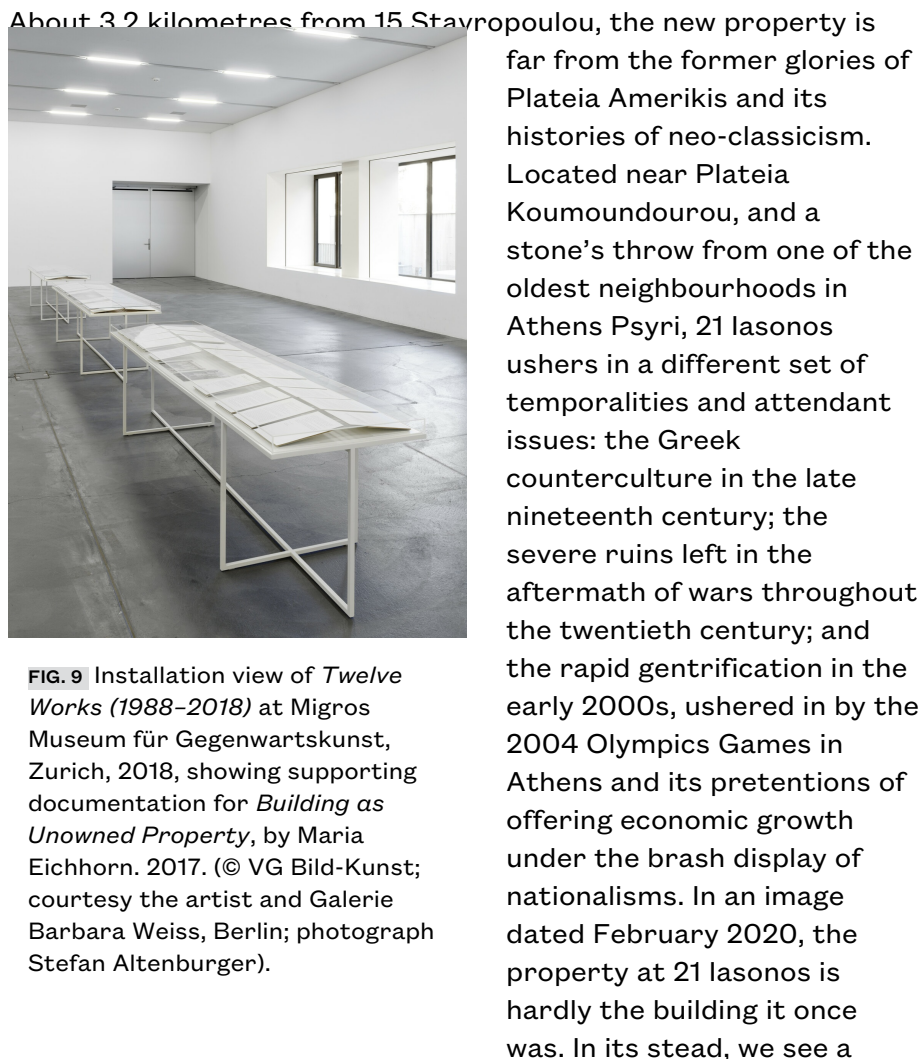 About 3.2 kilometres from 15 Stavropoulou, the new property is
far from the former glories of
Plateia Amerikis and its
histories of neo-classicism.
Located near Plateia
Koumoundourou, and a
stone’s throw from one of the
oldest neighbourhoods in
Athens Psyri, 21 Iasonos
ushers in a different set of
temporalities and attendant
issues: the Greek
counterculture in the late
nineteenth century; the
severe ruins left in the
aftermath of wars throughout
the twentieth century; and
the rapid gentrification in the
early 2000s, ushered in by the
2004 Olympics Games in
Athens and its pretentions of
offering economic growth
under the brash display of
nationalisms. In an image
dated February 2020, the
property at 21 Iasonos is
hardly the building it once
was. In its stead, we see a
FIG. 9 Installation view of Twelve
Works (1988–2018) at Migros
Museum für Gegenwartskunst,
Zurich, 2018, showing supporting
documentation for Building as
Unowned Property, by Maria
Eichhorn. 2017. (© VG Bild-Kunst;
courtesy the artist and Galerie
Barbara Weiss, Berlin; photograph
Stefan Altenburger).